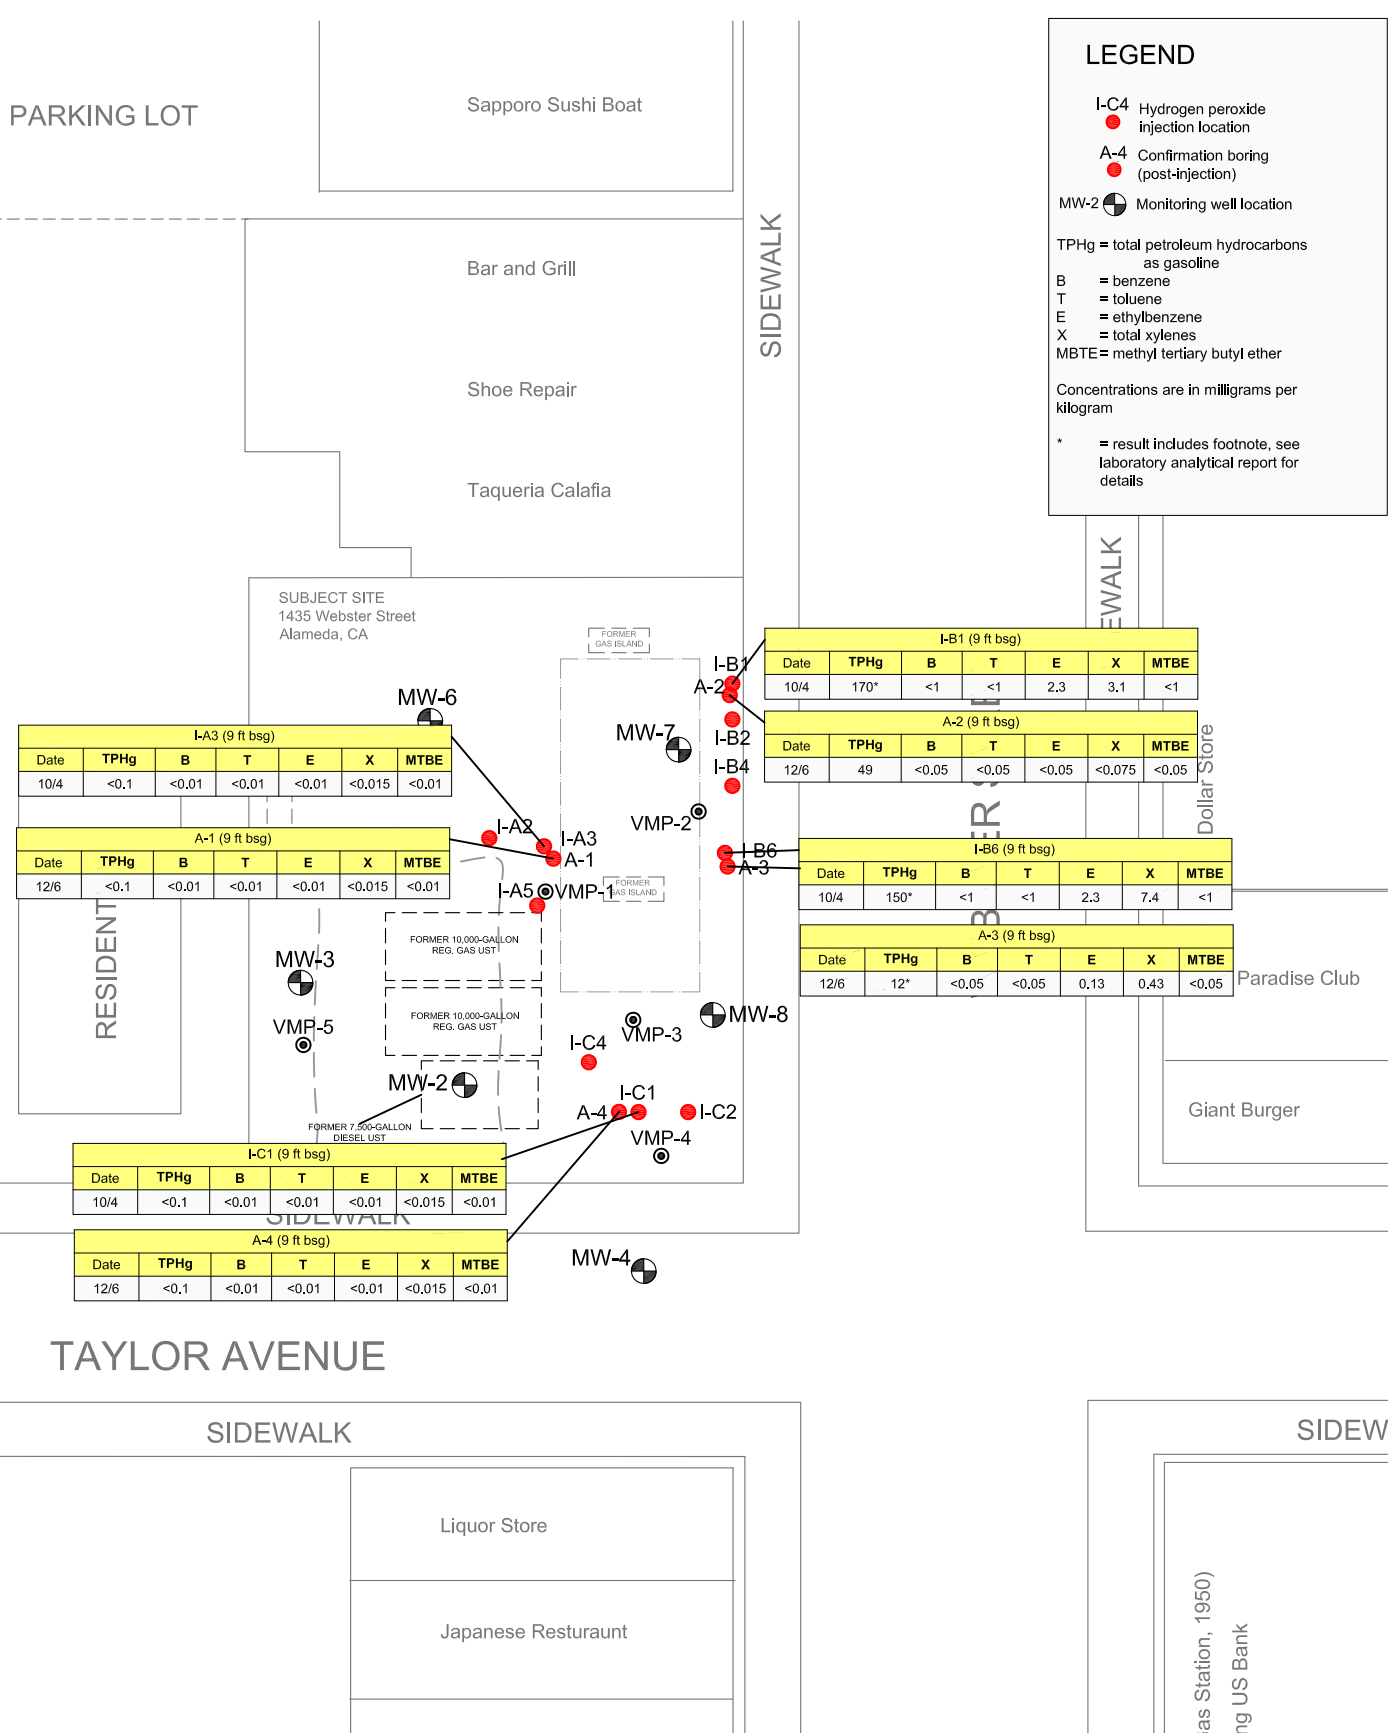 PARKING LOT
Sapporo Sushi Boat
Bar and Grill
Shoe Repair
Taqueria Calafia
SIDEWALK
LEGEND
I-C4 Hydrogen peroxide
injection location
A-4 Confirmation boring
(post-injection)
MW-2 Monitoring well location
TPHg = total petroleum hydrocarbons
as gasoline
B = benzene
T = toluene
E = ethylbenzene
X = total xylenes
MBTE = methyl tertiary butyl ether
Concentrations are in milligrams per
kilogram
* = result includes footnote, see
laboratory analytical report for
details
EWALK
SUBJECT SITE
1435 Webster Street
Alameda, CA
FORMER
GAS ISLAND
I-B1
A-2
I-B2
I-B4
MW-7
VMP-2
I-B6
A-3
I-B1 (9 ft bsg)
Date TPHg B T E X MTBE
10/4 170* <1 <1 2.3 3.1 <1
A-2 (9 ft bsg)
Date TPHg B T E X MTBE
12/6 49 <0.05 <0.05 <0.05 <0.075 <0.05
Dollar Store
I-B6 (9 ft bsg)
Date TPHg B T E X MTBE
10/4 150* <1 <1 2.3 7.4 <1
A-3 (9 ft bsg)
Date TPHg B T E X MTBE
12/6 12* <0.05 <0.05 0.13 0.43 <0.05
MW-6
I-A3 (9 ft bsg)
Date TPHg B T E X MTBE
10/4 <0.1 <0.01 <0.01 <0.01 <0.015 <0.01
A-1 (9 ft bsg)
Date TPHg B T E X MTBE
12/6 <0.1 <0.01 <0.01 <0.01 <0.015 <0.01
I-A2
I-A3
A-1
I-A5
VMP-1
FORMER
GAS ISLAND
RESIDENT
FORMER 10,000-GALLON
REG. GAS UST
MW-3
FORMER 10,000-GALLON
REG. GAS UST
VMP-5
VMP-3
MW-8
Paradise Club
I-C4
MW-2
I-C1
A-4
I-C2
Giant Burger
FORMER 7,500-GALLON
DIESEL UST
VMP-4
I-C1 (9 ft bsg)
Date TPHg B T E X MTBE
10/4 <0.1 <0.01 <0.01 <0.01 <0.015 <0.01
SIDEWALK
A-4 (9 ft bsg)
Date TPHg B T E X MTBE
12/6 <0.1 <0.01 <0.01 <0.01 <0.015 <0.01
MW-4
TAYLOR AVENUE
SIDEWALK
SIDEW
Liquor Store
Japanese Resturaunt
as Station, 1950)
ng US Bank